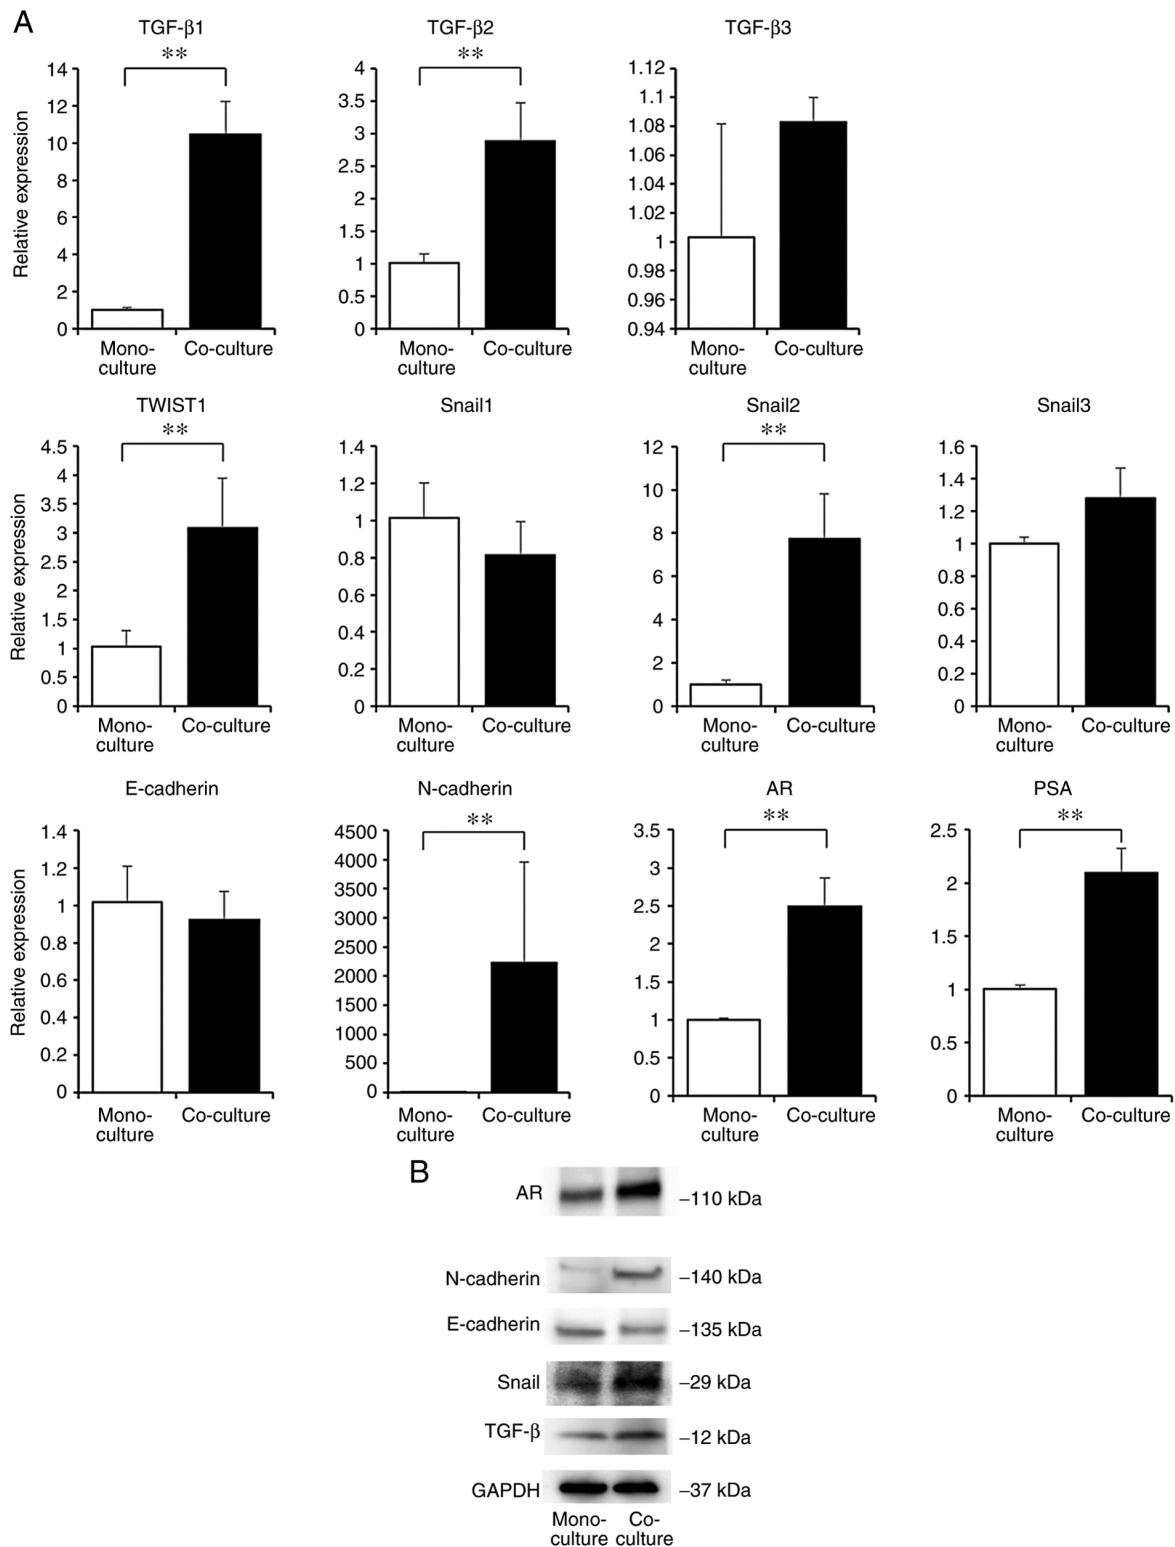 A
TGF-β1
TGF-β2
TGF-β3
**
**
Relative expression
14
12
10
8
6
4
2
0
Mono-
culture
Co-culture
4
3.5
3
2.5
2
1.5
1
0.5
0
Mono-
culture
Co-culture
1.12
1.1
1.08
1.06
1.04
1.02
1
0.98
0.96
0.94
Mono-
culture
Co-culture
TWIST1
Snail1
Snail2
Snail3
**
**
Relative expression
4.5
4
3.5
3
2.5
2
1.5
1
0.5
0
Mono-
culture
Co-culture
1.4
1.2
1
0.8
0.6
0.4
0.2
0
Mono-
culture
Co-culture
12
10
8
6
4
2
0
Mono-
culture
Co-culture
1.6
1.4
1.2
1
0.8
0.6
0.4
0.2
0
Mono-
culture
Co-culture
E-cadherin
N-cadherin
AR
PSA
**
**
**
Relative expression
1.4
1.2
1
0.8
0.6
0.4
0.2
0
Mono-
culture
Co-culture
4500
4000
3500
3000
2500
2000
1500
1000
500
0
Mono-
culture
Co-culture
3.5
3
2.5
2
1.5
1
0.5
0
Mono-
culture
Co-culture
2.5
2
1.5
1
0.5
0
Mono-
culture
Co-culture
B
AR –110 kDa
N-cadherin –140 kDa
E-cadherin –135 kDa
Snail –29 kDa
TGF-β –12 kDa
GAPDH –37 kDa
Mono-
culture
Co-
culture